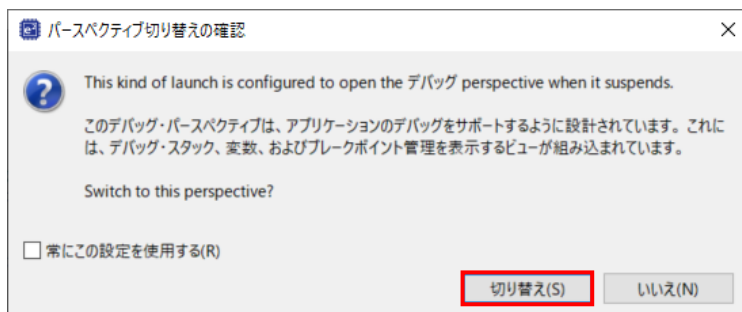 パースペクティブ切り替えの確認
This kind of launch is configured to open the デバッグ perspective when it suspends.
このデバッグ・パースペクティブは、アプリケーションのデバッグをサポートするように設計されています。これに
は、デバッグ・スタック、変数、およびブレークポイント管理を表示するビューが組み込まれています。
Switch to this perspective?
常にこの設定を使用する(R)
切り替え(S)
いいえ(N)